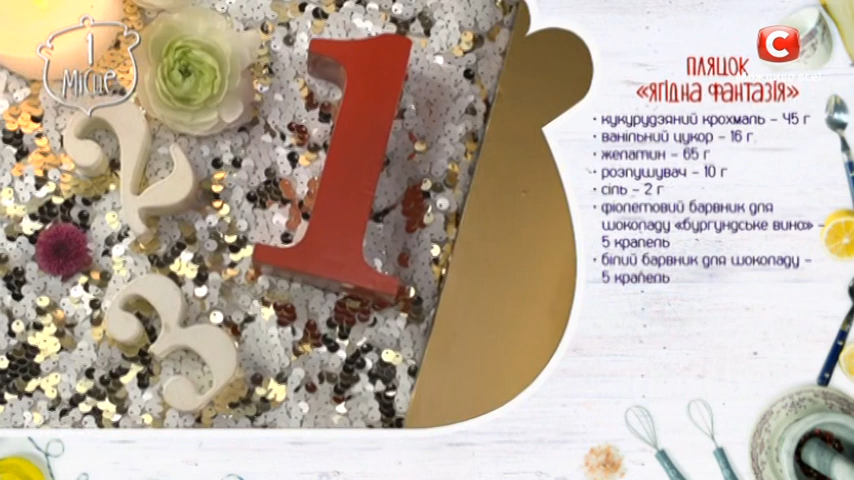 1
місце
1
2
3
С
ПЛЯЦОК
«ЯГІДНА ФАНТАЗІЯ»
• кукурудзяний крохмаль – 45 г
• ванільний цукор – 16 г
• желатин – 65 г
• розпушувач – 10 г
• сіль – 2 г
• фіолетовий барвник для
шоколаду «бургундське вино» –
5 крапель
• білий барвник для шоколаду –
5 крапель